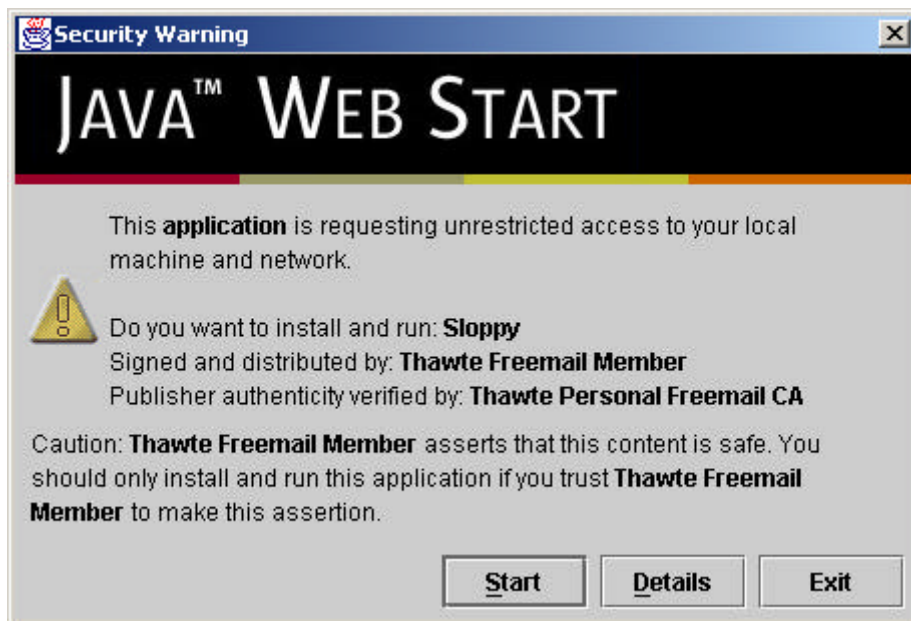 Security Warning
JAVA™ WEB START
This application is requesting unrestricted access to your local
machine and network.
Do you want to install and run: Sloppy
Signed and distributed by: Thawte Freemail Member
Publisher authenticity verified by: Thawte Personal Freemail CA
Caution: Thawte Freemail Member asserts that this content is safe. You
should only install and run this application if you trust Thawte Freemail
Member to make this assertion.
Start Details Exit